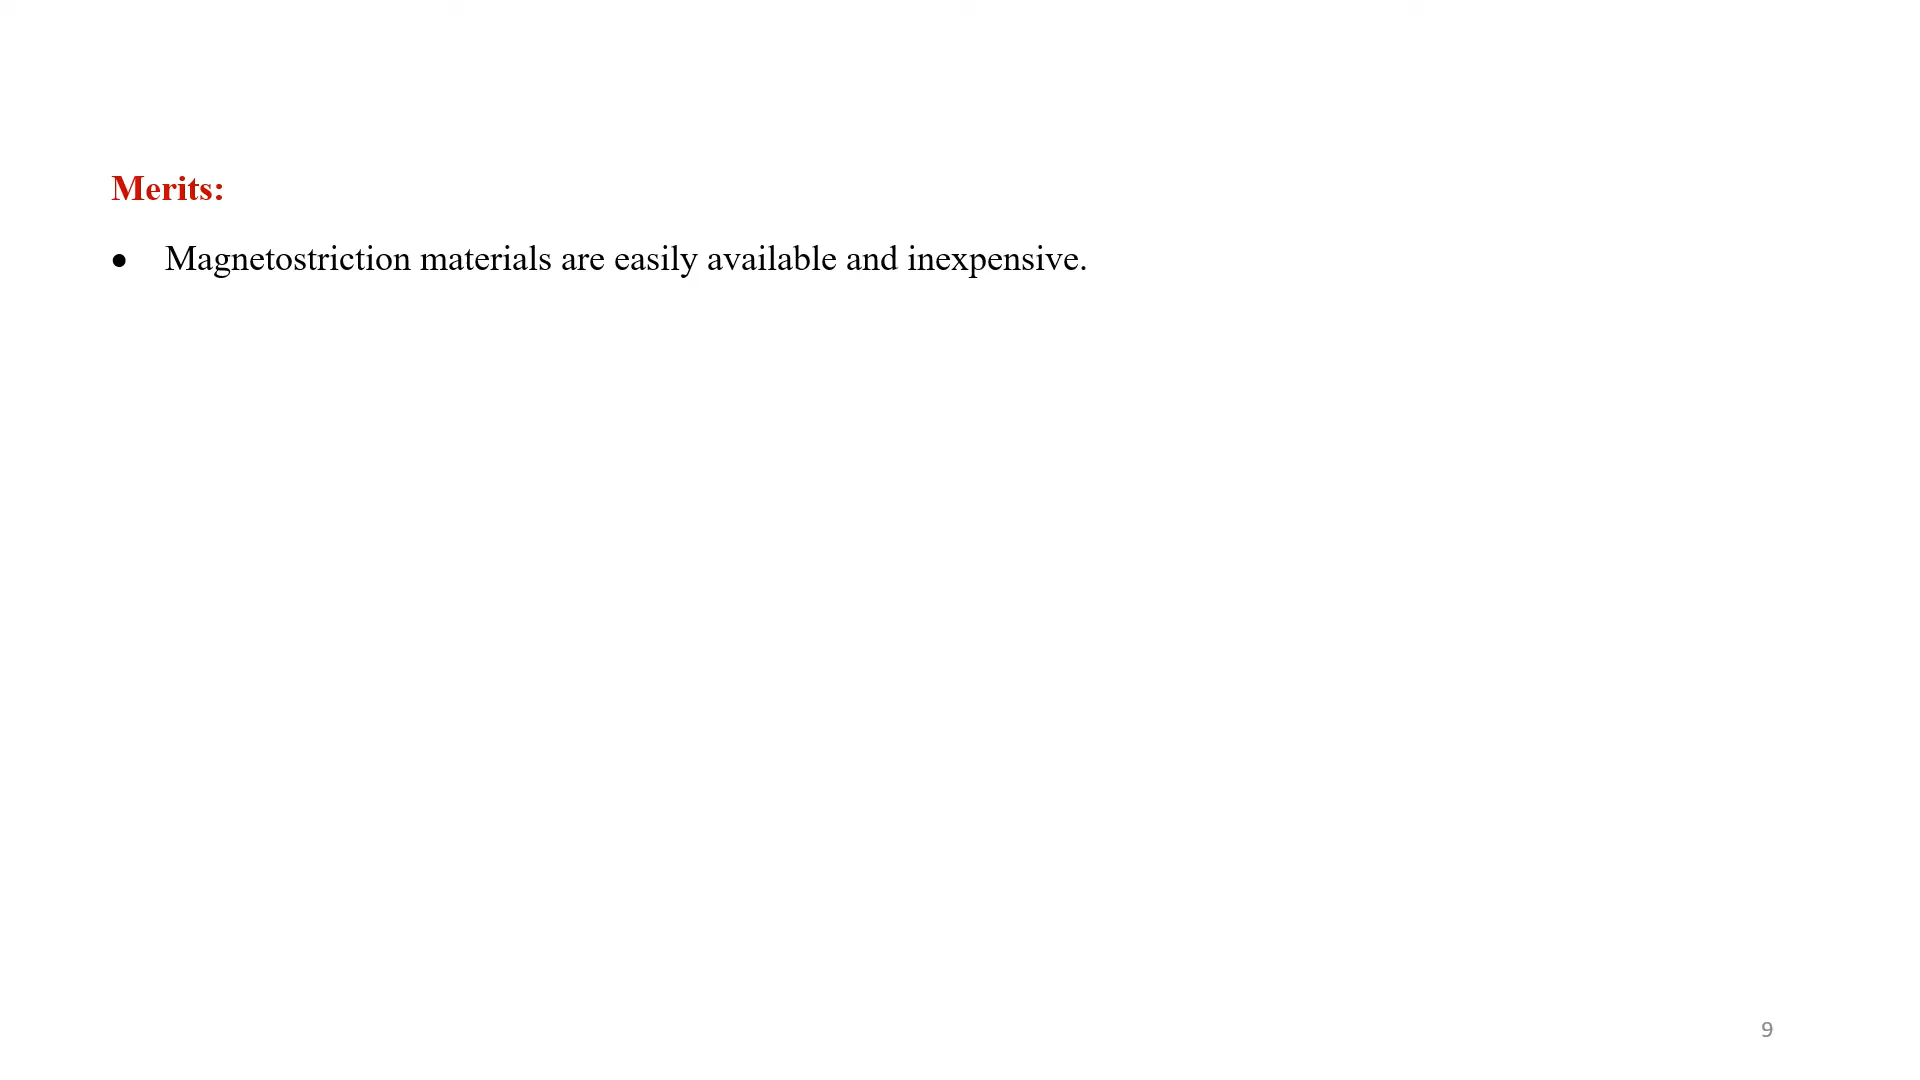 Merits:
• Magnetostriction materials are easily available and inexpensive.
9